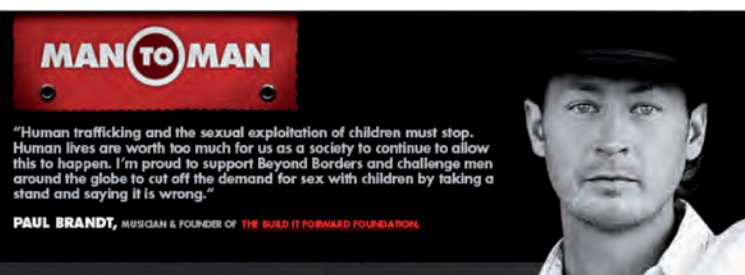 MAN TO MAN
“Human trafficking and the sexual exploitation of children must stop.
Human lives are worth too much for us as a society to continue to allow
this to happen. I’m proud to support Beyond Borders and challenge men
around the globe to cut off the demand for sex with children by taking a
stand and saying it is wrong.”
PAUL BRANDT, MUSICIAN & FOUNDER OF THE BUILD IT FORWARD FOUNDATION.